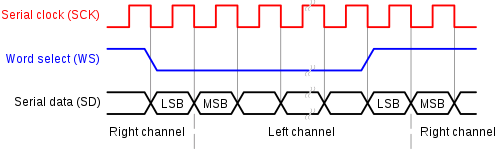 Serial clock (SCK)
Word select (WS)
Serial data (SD) LSB MSB LSB MSB
Right channel Left channel Right channel